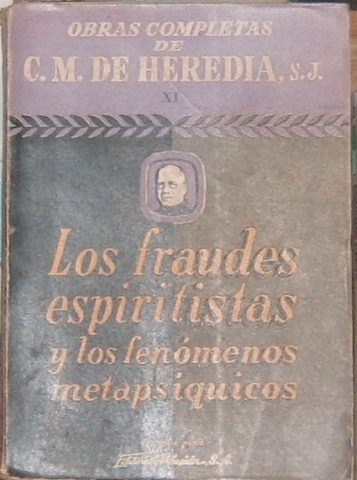 OBRAS COMPLETAS
DE
C. M. DE HEREDIA, S. J.
XI
Los fraudes
espiritistas
y los fenómenos
metapsíquicos
S. A.